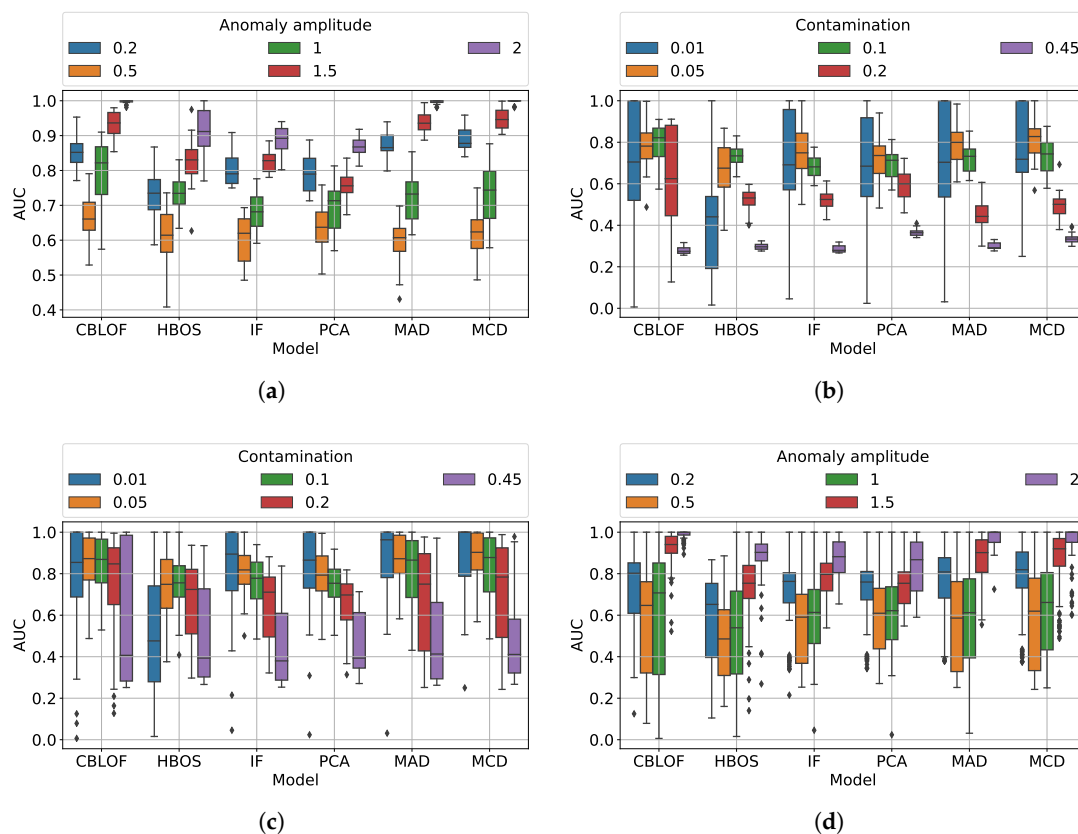 Anomaly amplitude
0.2 1 2
0.5 1.5
1.0
0.9
0.8
0.7
0.6
0.5
0.4
AUC
CBLOF HBOS IF PCA MAD MCD
Model
(a)
Contamination
0.01 0.1 0.45
0.05 0.2
1.0
0.8
0.6
0.4
0.2
0.0
AUC
CBLOF HBOS IF PCA MAD MCD
Model
(b)
Contamination
0.01 0.1 0.45
0.05 0.2
1.0
0.8
0.6
0.4
0.2
0.0
AUC
CBLOF HBOS IF PCA MAD MCD
Model
(c)
Anomaly amplitude
0.2 1 2
0.5 1.5
1.0
0.8
0.6
0.4
0.2
0.0
AUC
CBLOF HBOS IF PCA MAD MCD
Model
(d)